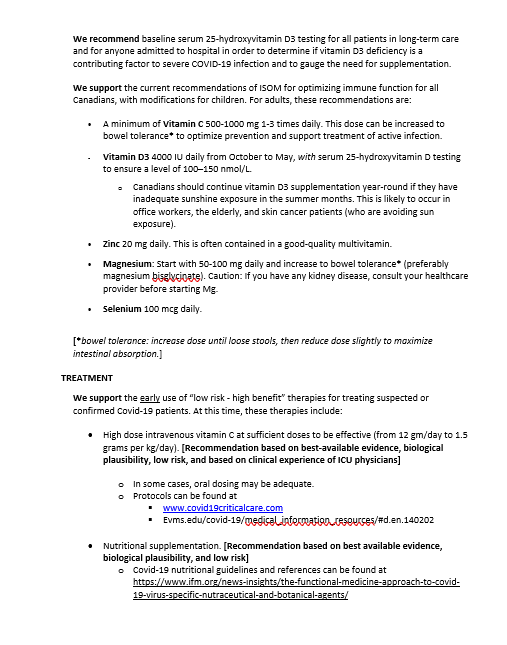 We recommend baseline serum 25-hydroxyvitamin D3 testing for all patients in long-term care
and for anyone admitted to hospital in order to determine if vitamin D3 deficiency is a
contributing factor to severe COVID-19 infection and to gauge the need for supplementation.
We support the current recommendations of ISOM for optimizing immune function for all
Canadians, with modifications for children. For adults, these recommendations are:
• A minimum of Vitamin C 500-1000 mg 1-3 times daily. This dose can be increased to
bowel tolerance* to optimize prevention and support treatment of active infection.
• Vitamin D3 4000 IU daily from October to May, with serum 25-hydroxyvitamin D testing
to ensure a level of 100–150 nmol/L.
o Canadians should continue vitamin D3 supplementation year-round if they have
inadequate sunshine exposure in the summer months. This is likely to occur in
office workers, the elderly, and skin cancer patients (who are avoiding sun
exposure).
• Zinc 20 mg daily. This is often contained in a good-quality multivitamin.
• Magnesium: Start with 50-100 mg daily and increase to bowel tolerance* (preferably
magnesium bisglycinate). Caution: If you have any kidney disease, consult your healthcare
provider before starting Mg.
• Selenium 100 mcg daily.
[*bowel tolerance: increase dose until loose stools, then reduce dose slightly to maximize
intestinal absorption.]
TREATMENT
We support the early use of "low risk - high benefit" therapies for treating suspected or
confirmed Covid-19 patients. At this time, these therapies include:
• High dose intravenous vitamin C at sufficient doses to be effective (from 12 gm/day to 1.5
grams per kg/day). [Recommendation based on best-available evidence, biological
plausibility, low risk, and based on clinical experience of ICU physicians]
o In some cases, oral dosing may be adequate.
o Protocols can be found at
▪ www.covid19criticalcare.com
▪ Evms.edu/covid-19/medical_information_resources/#d.en.140202
• Nutritional supplementation. [Recommendation based on best available evidence,
biological plausibility, and low risk]
o Covid-19 nutritional guidelines and references can be found at
https://www.ifm.org/news-insights/the-functional-medicine-approach-to-covid-
19-virus-specific-nutraceutical-and-botanical-agents/